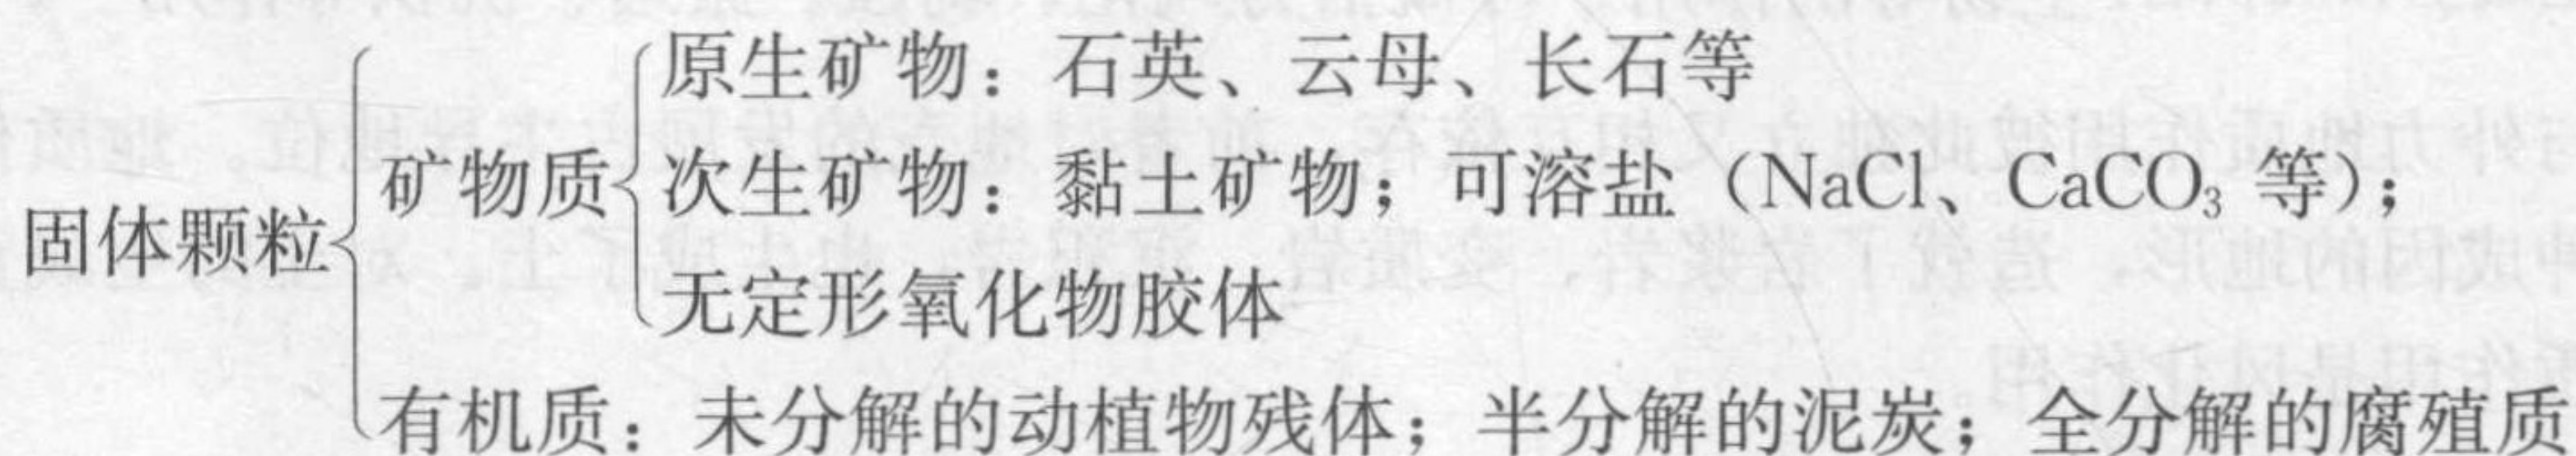 原生矿物：石英、云母、长石等
矿物质
次生矿物：黏土矿物；可溶盐（NaCl、CaCO₃ 等）；
固体颗粒
无定形氧化物胶体
有机质：未分解的动植物残体；半分解的泥炭；全分解的腐殖质